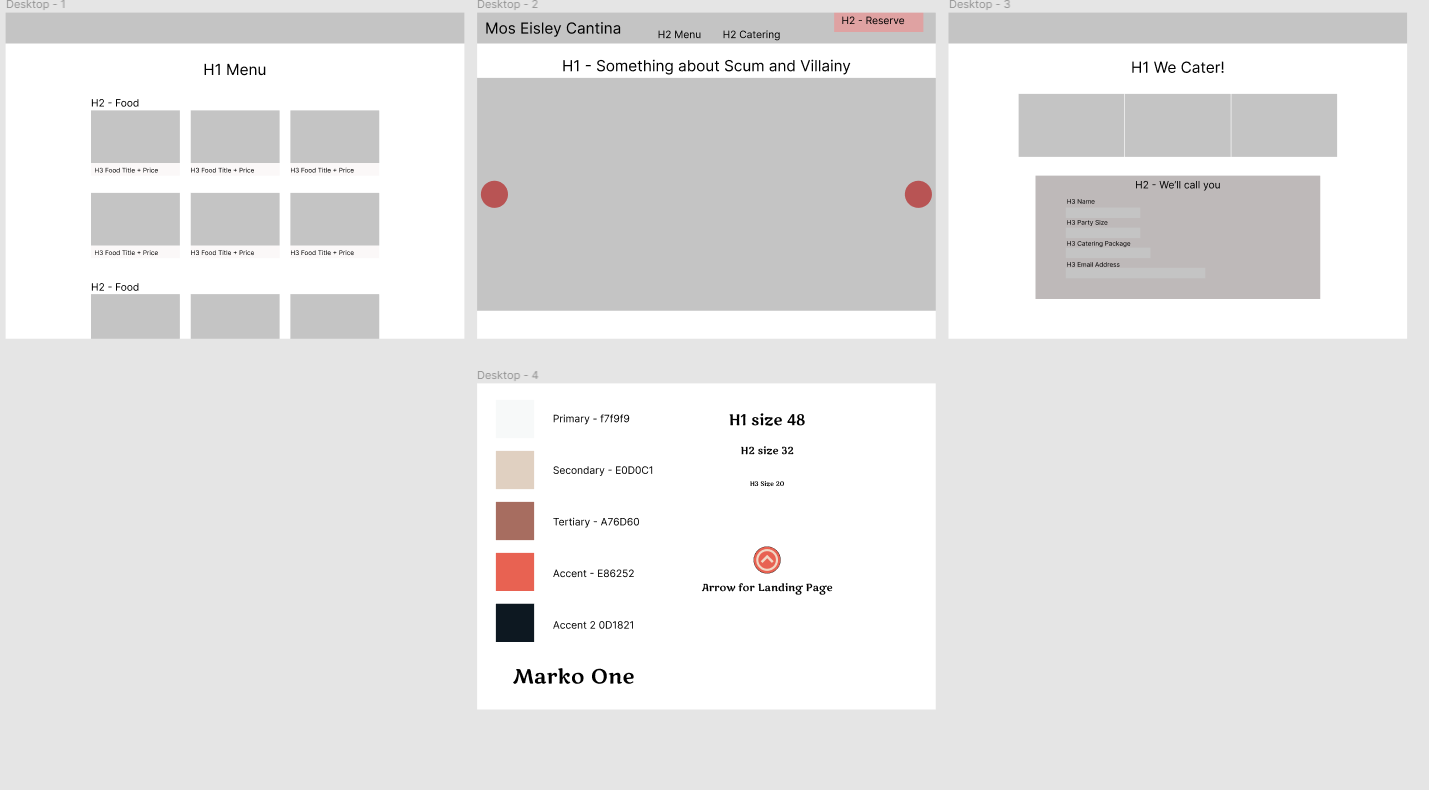 Desktop - 1
H1 Menu
H2 - Food
H3 Food Title + Price
H3 Food Title + Price
H3 Food Title + Price
H3 Food Title + Price
H3 Food Title + Price
H3 Food Title + Price
H2 - Food
Desktop - 2
Mos Eisley Cantina
H2 Menu
H2 Catering
H2 - Reserve
H1 - Something about Scum and Villainy
Desktop - 3
H1 We Cater!
H2 - We'll call you
H3 Name
H3 Party Size
H3 Catering Package
H3 Email Address
Desktop - 4
Primary - f7f9f9
Secondary - E0D0C1
Tertiary - A76D60
Accent - E86252
Accent 2 0D1821
Marko One
H1 size 48
H2 size 32
H3 Size 20
Arrow for Landing Page